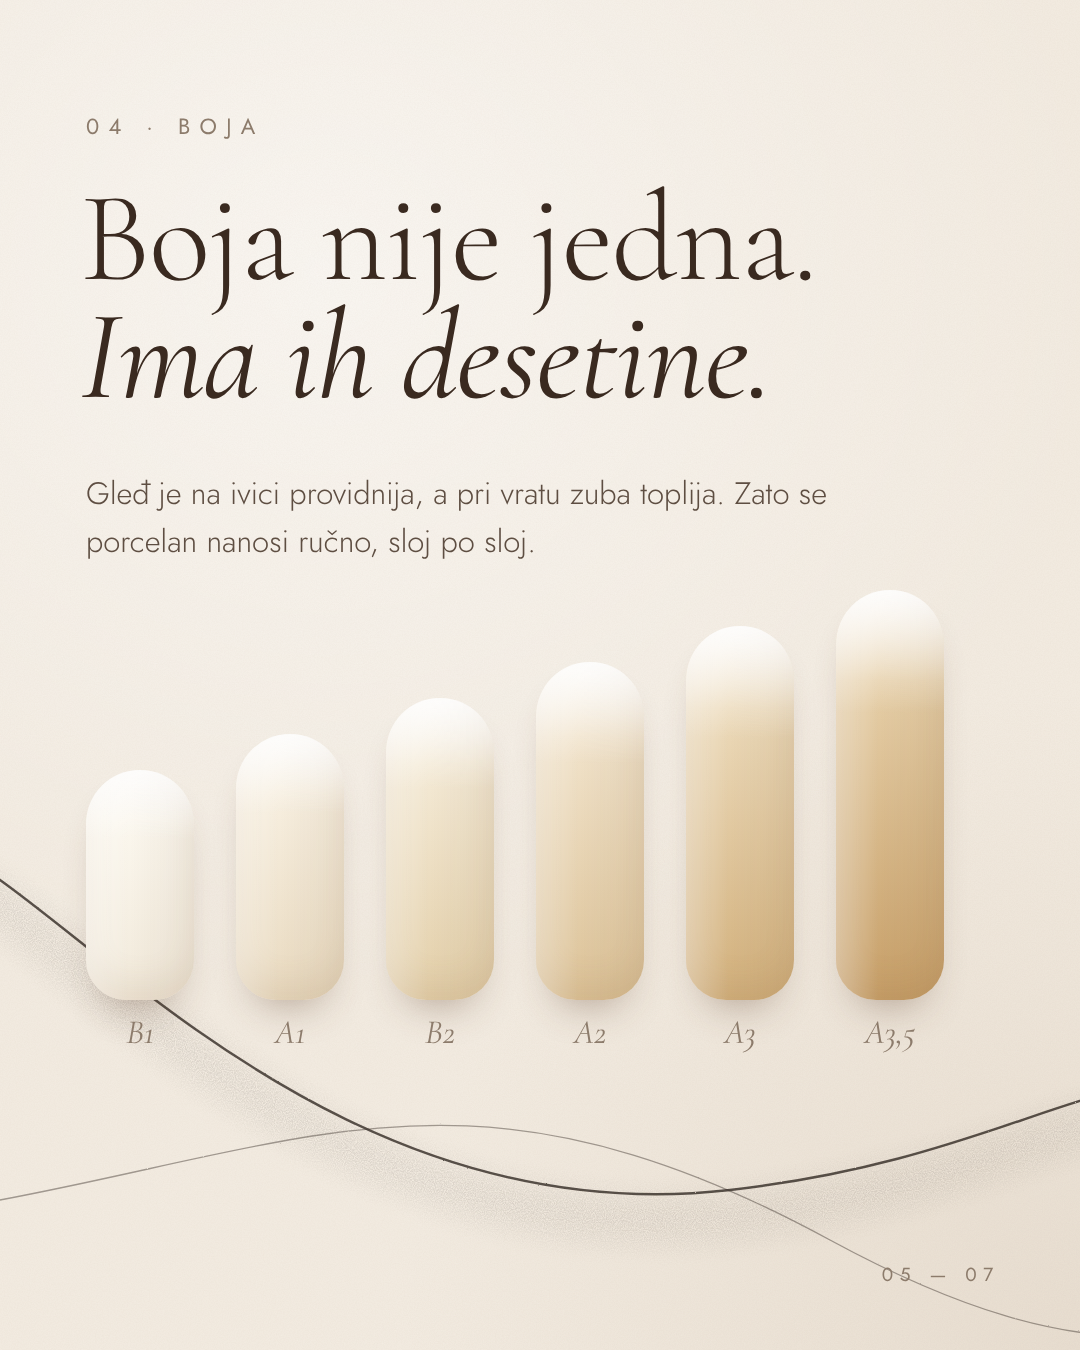 04 · BOJA
Boja nije jedna.
Ima ih desetine.
Gleđ je na ivici providnija, a pri vratu zuba toplija. Zato se
porcelan nanosi ručno, sloj po sloj.
B1 A1 B2 A2 A3 A3,5
05 — 07